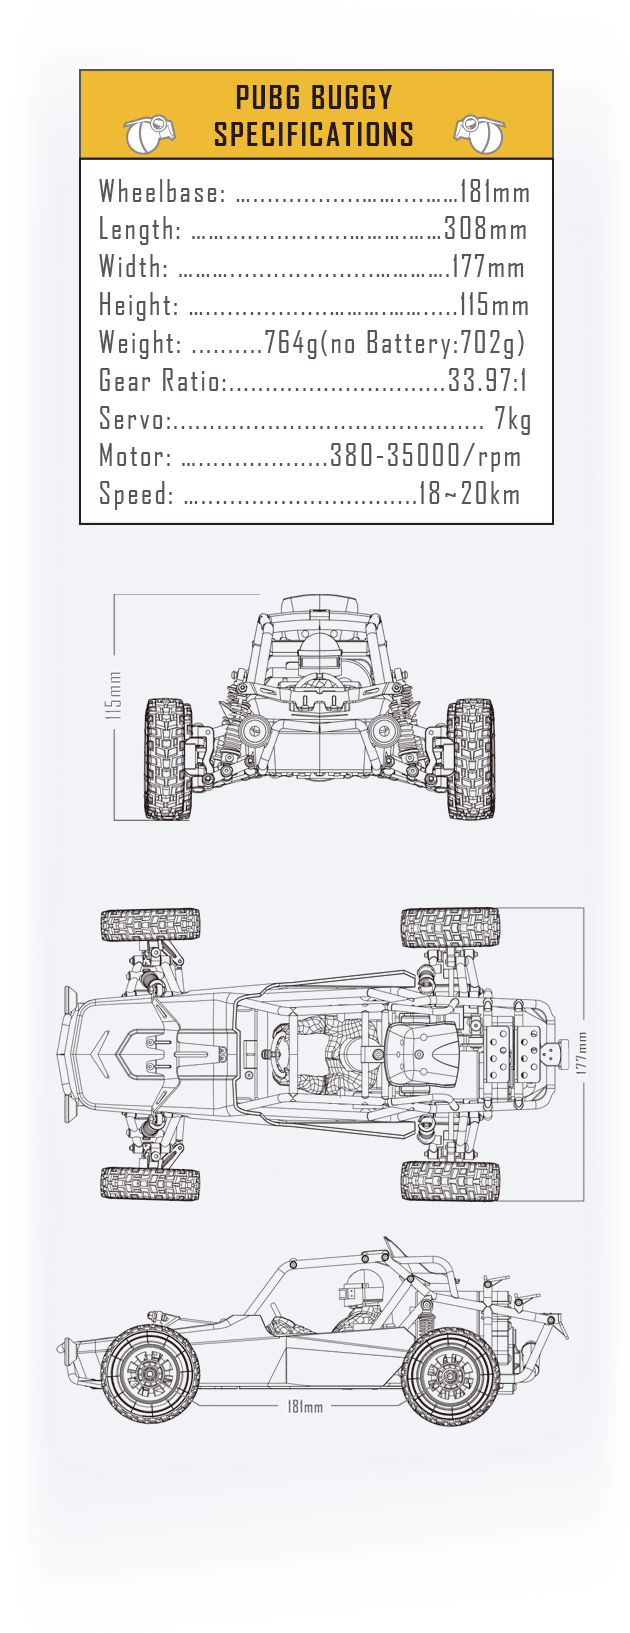 PUBG BUGGY
SPECIFICATIONS
Wheelbase: ................................181mm
Length: ...................................308mm
Width: .....................................177mm
Height: .....................................115mm
Weight: ..........764g(no Battery:702g)
Gear Ratio:..............................33.97:1
Servo:........................................... 7kg
Motor: ....................380-35000/rpm
Speed: ................................18~20km
115mm
177mm
181mm